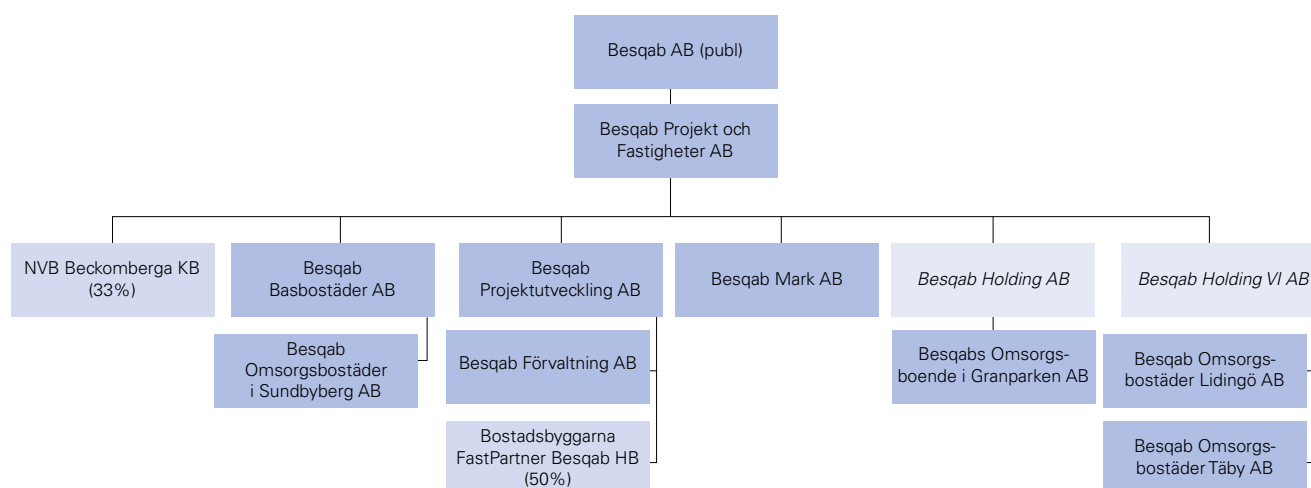 Besqab AB (publ)
Besqab Projekt och
Fastigheter AB
NVB Beckomberga KB
(33%)
Besqab
Basbostäder AB
Besqab
Projektutveckling AB
Besqab Mark AB
Besqab Holding AB
Besqab Holding VI AB
Besqab
Omsorgsbostäder
i Sundbyberg AB
Besqab Förvaltning AB
Besqabs Omsorgs-
boende i Granparken AB
Besqab Omsorgs-
bostäder Lidingö AB
Bostadsbyggarna
FastPartner Besqab HB
(50%)
Besqab Omsorgs-
bostäder Täby AB